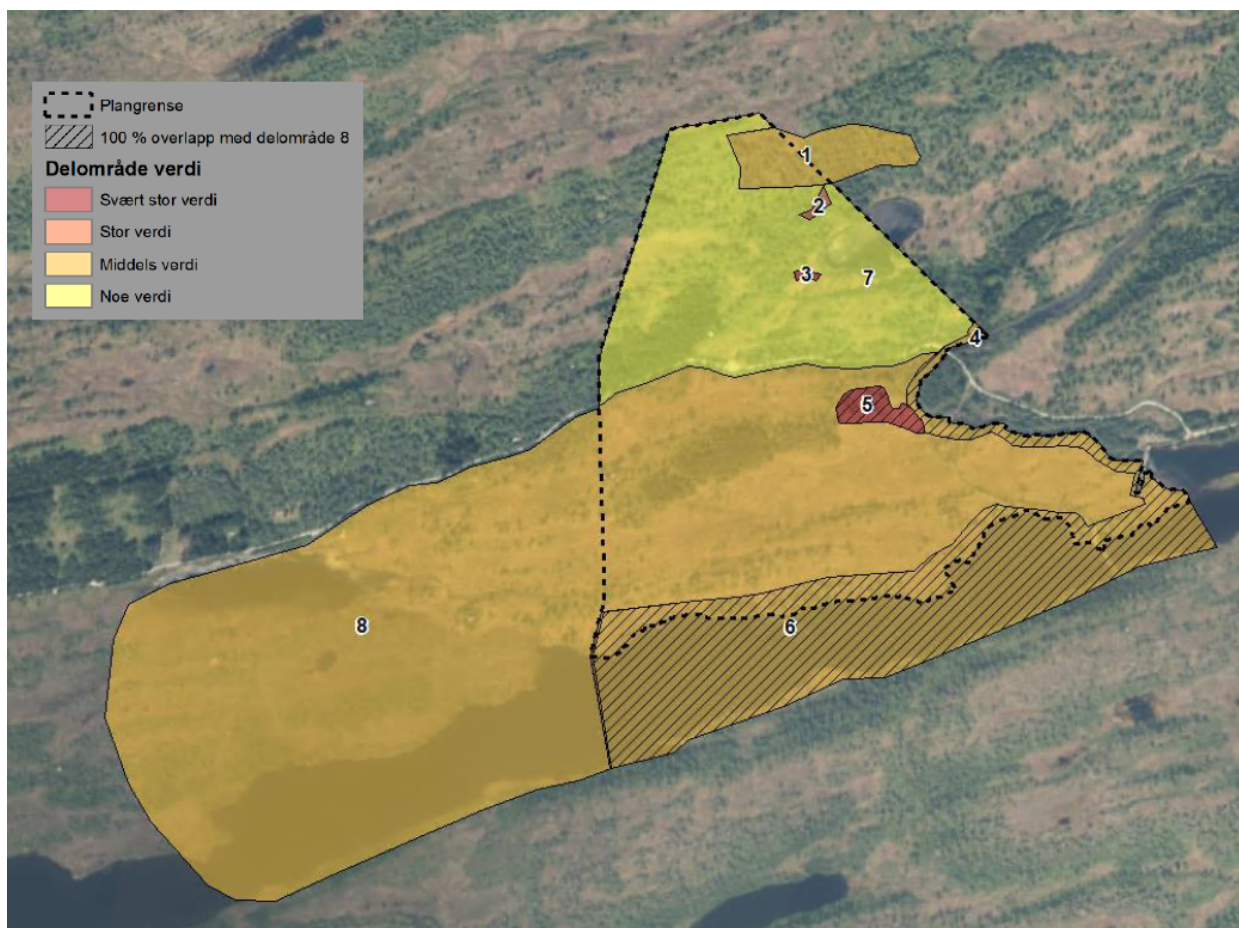 Plangrense
100 % overlapp med delområde 8
Delområde verdi
Svært stor verdi
Stor verdi
Middels verdi
Noe verdi
1
2
3
7
4
5
8
6